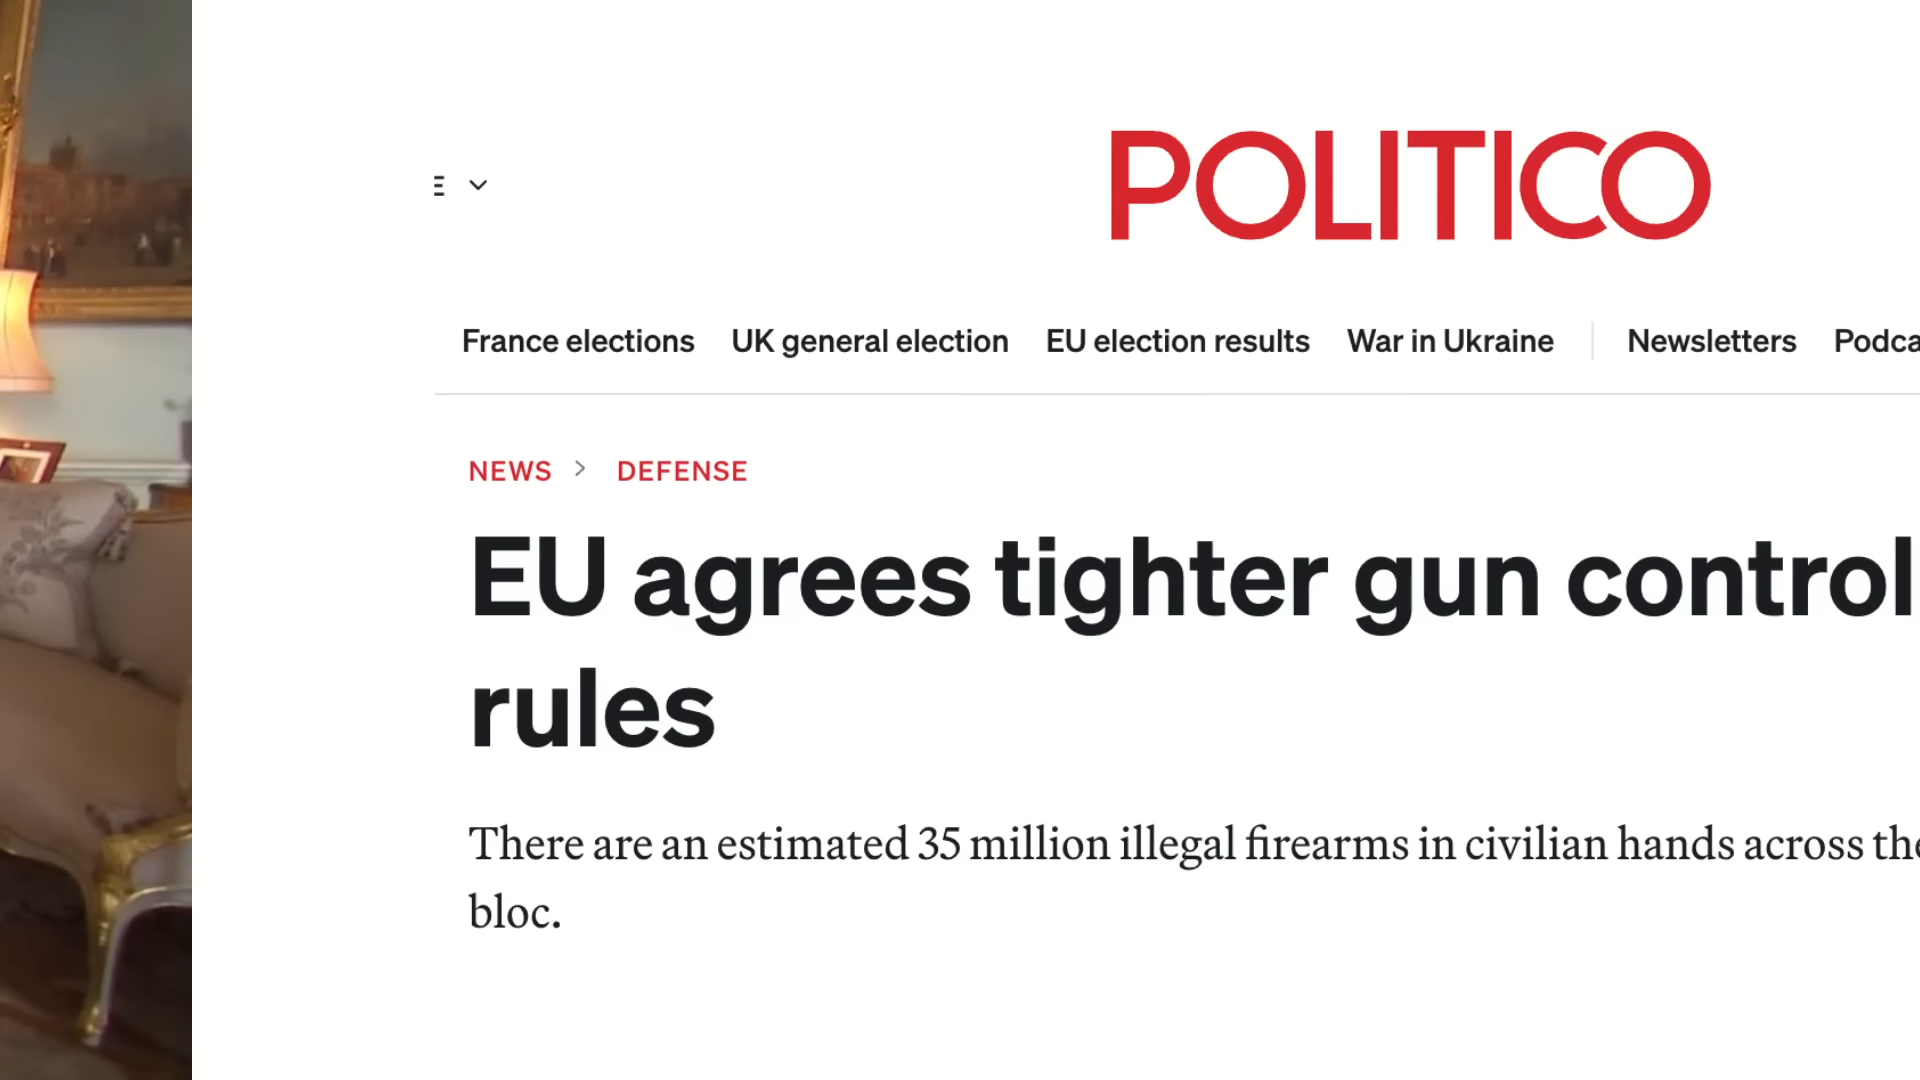 E
POLITICO
France elections UK general election EU election results War in Ukraine Newsletters
NEWS > DEFENSE
EU agrees tighter gun control
rules
There are an estimated 35 million illegal firearms in civilian hands across
bloc.